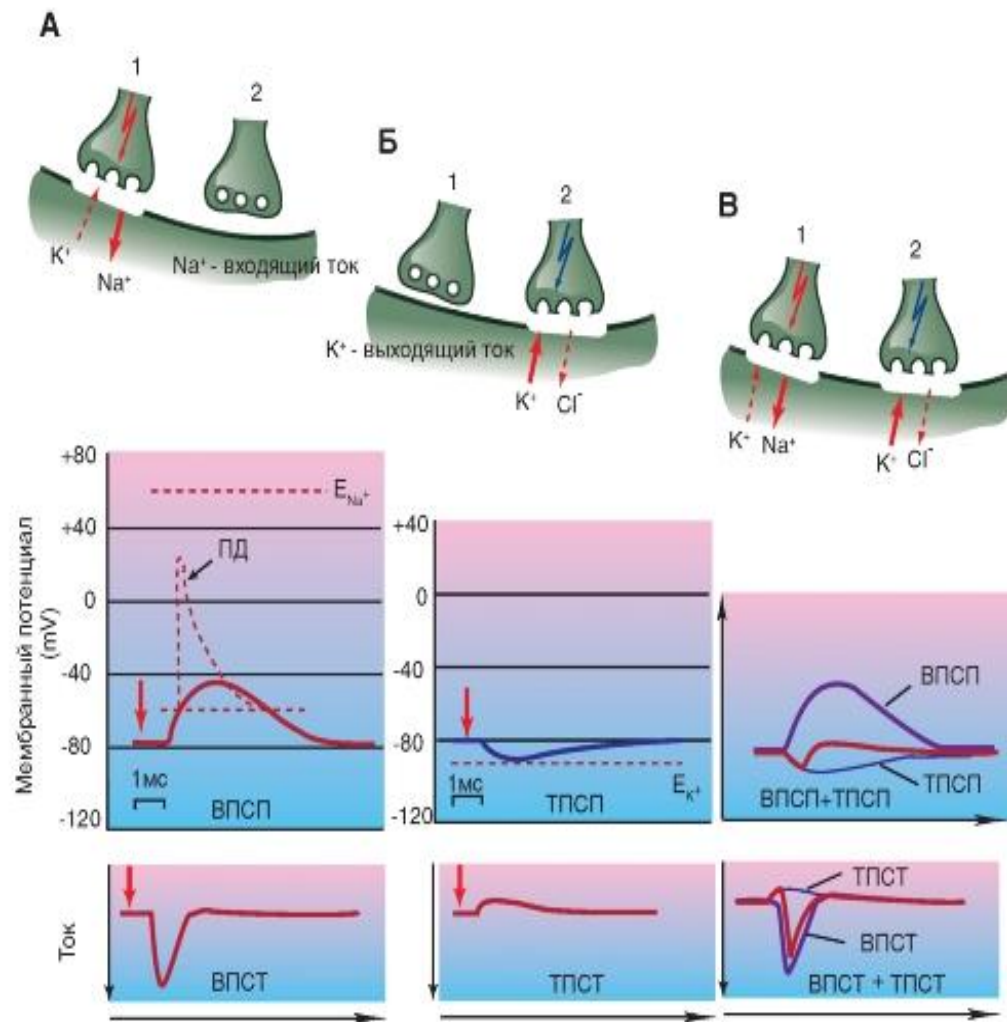 А
1
2
K⁺
Na⁺
Na⁺ - входящий ток
Б
1
2
K⁺ - выходящий ток
K⁺
Cl⁻
В
1
2
K⁺
Na⁺
K⁺
Cl⁻
Мембранный потенциал
(mV)
+80
+40
0
-40
-80
-120
E_Na⁺
ПД
1мс
ВПСП
+40
0
-40
-80
-120
1мс
ТПСП
E_K⁺
ВПСП
ТПСП
ВПСП+ТПСП
Ток
ВПСТ
ТПСТ
ТПСТ
ВПСТ
ВПСТ + ТПСТ